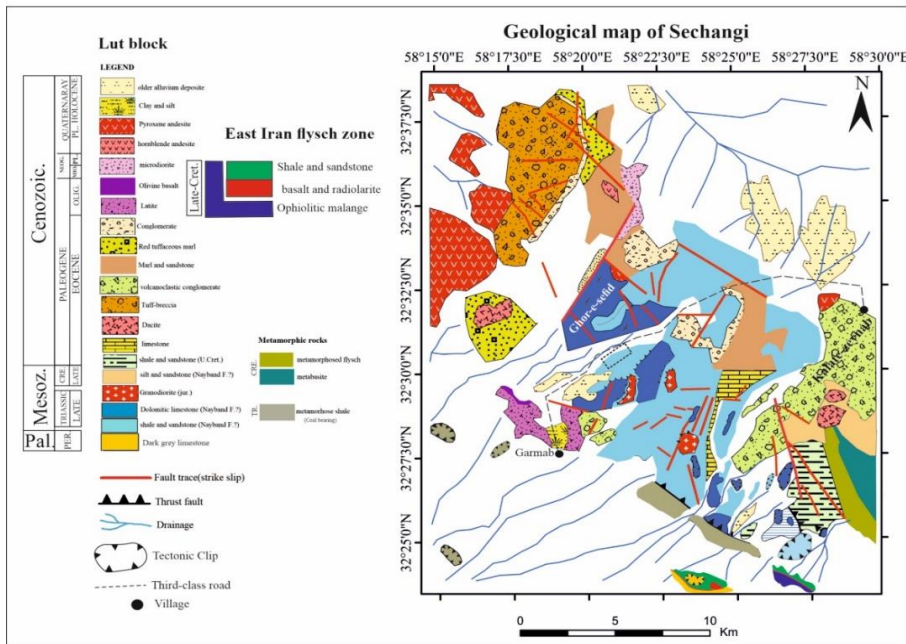 Geological map of Sechangi
Lut block
LEGEND
older alluvium deposite
Clay and silt
Pyroxene andesite
hornblende andesite
microdiorite
Olivine basalt
Latite
Conglomerate
Red tuffaceous marl
Marl and sandstone
volcanoclastic conglomerate
Tuff-breccia
Dacite
limestone
shale and sandstone (U.Cret.)
silt and sandstone (Nayband F.?)
Granodiorite (jur.)
Dolomitic limestone (Nayband F.?)
shale and sandstone (Nayband F.?)
Dark grey limestone
Cenozoic.
Mesoz.
Pal.
QUATERNARAY
PL. HOLOCENE
NEOG.
PALEOGENE
OLIG.
EOCENE
CRE.
LATE
TRIASSIC
LATE
PER.
East Iran flysch zone
Late-Cret.
Shale and sandstone
basalt and radiolarite
Ophiolitic malange
Metamorphic rocks
CRE.
metamorphosed flysch
metabasite
TR.
metamorphose shale
(Coal bearing)
Fault trace(strike slip)
Thrust fault
Drainage
Tectonic Clip
Third-class road
Village
58°15'0"E
58°17'30"E
58°20'0"E
58°22'30"E
58°25'0"E
58°27'30"E
58°30'0"E
32°37'30"N
32°35'0"N
32°32'30"N
32°30'0"N
32°27'30"N
32°25'0"N
N
Ghor-e-sefid
Garmab
0
5
10
Km